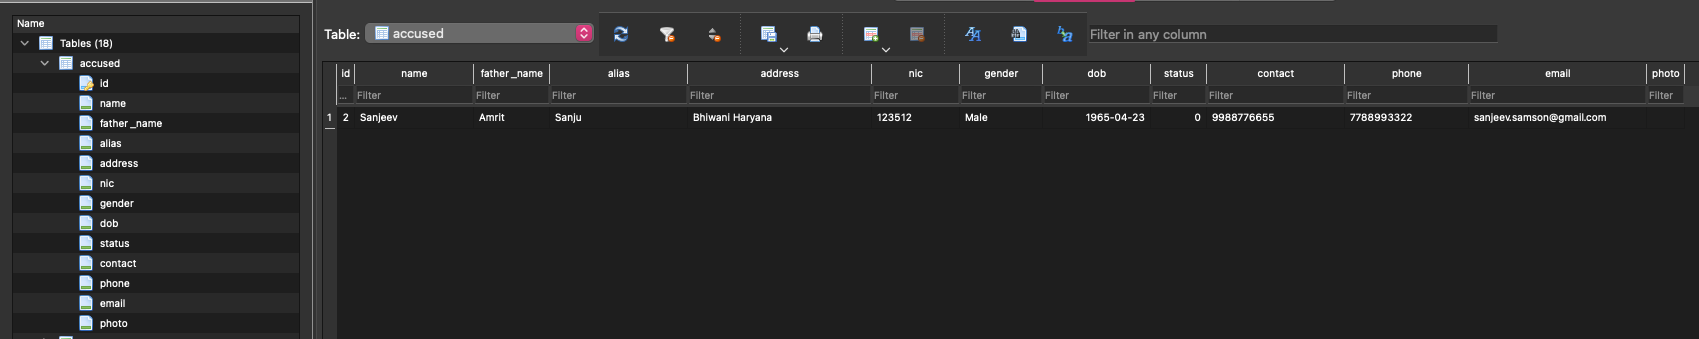 Name
Tables (18)
accused
id
name
father_name
alias
address
nic
gender
dob
status
contact
phone
email
photo
Table: accused
Filter in any column
id name father_name alias address nic gender dob status contact phone email photo
... Filter Filter Filter Filter Filter Filter Filter Filter Filter Filter Filter Filter
1 2 Sanjeev Amrit Sanju Bhiwani Haryana 123512 Male 1965-04-23 0 9988776655 7788993322 sanjeev.samson@gmail.com